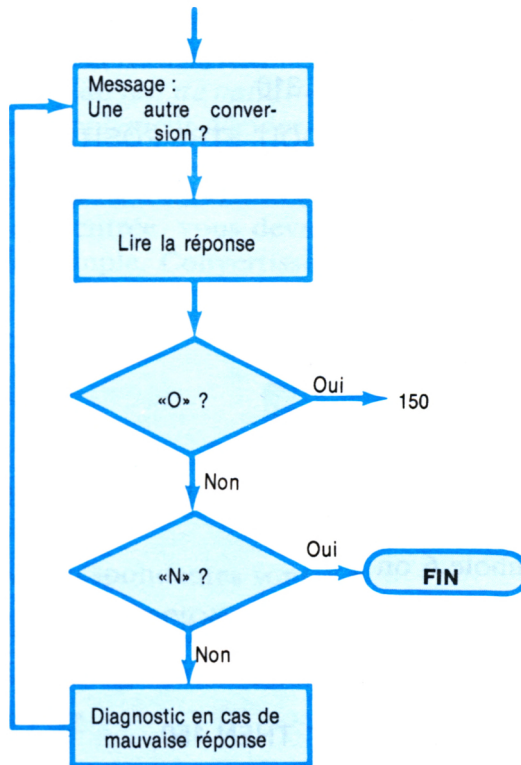 Message :
Une autre conver-
sion ?
Lire la réponse
«O» ?
Oui
150
Non
«N» ?
Oui
FIN
Non
Diagnostic en cas de
mauvaise réponse